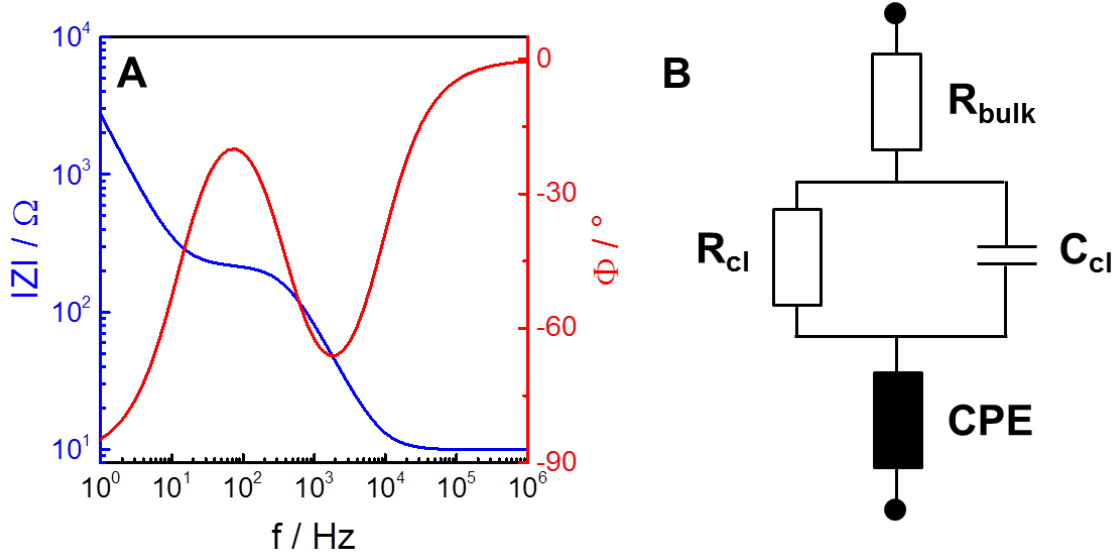 A
10⁴
10³
10²
10¹
|Z| / Ω
0
-30
-60
-90
Φ / °
10⁰ 10¹ 10² 10³ 10⁴ 10⁵ 10⁶
f / Hz
B
R_bulk
R_cl
C_cl
CPE